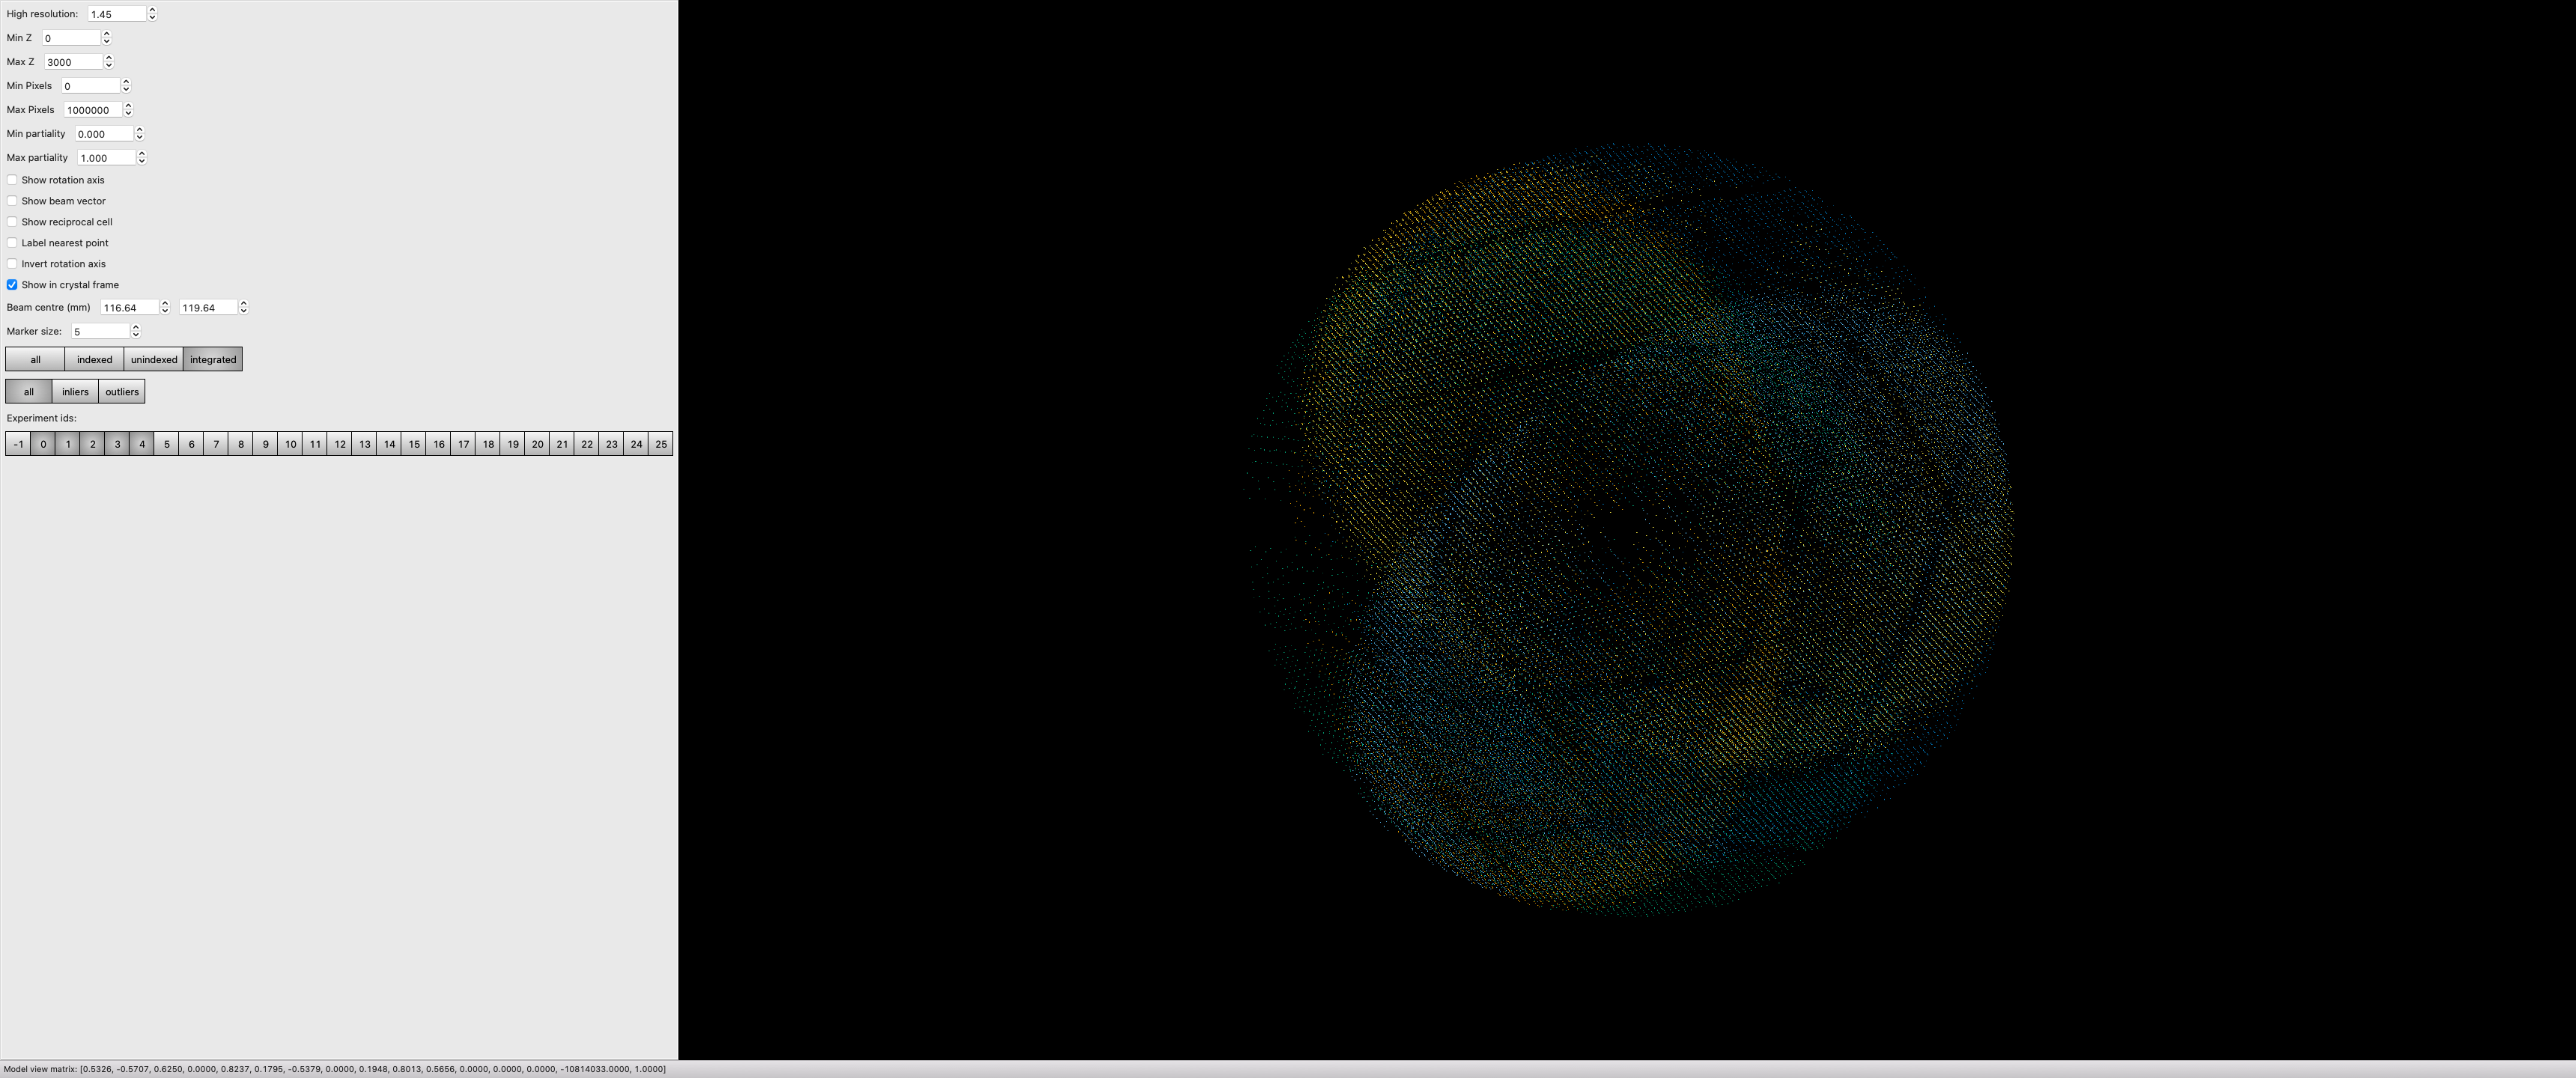 High resolution: 1.45
Min Z 0
Max Z 3000
Min Pixels 0
Max Pixels 1000000
Min partiality 0.000
Max partiality 1.000
Show rotation axis
Show beam vector
Show reciprocal cell
Label nearest point
Invert rotation axis
Show in crystal frame
Beam centre (mm) 116.64 119.64
Marker size: 5
all indexed unindexed integrated
all inliers outliers
Experiment ids:
-1 0 1 2 3 4 5 6 7 8 9 10 11 12 13 14 15 16 17 18 19 20 21 22 23 24 25
Model view matrix: [0.5326, -0.5707, 0.6250, 0.0000, 0.8237, 0.1795, -0.5379, 0.0000, 0.1948, 0.8013, 0.5656, 0.0000, 0.0000, 0.0000, -10814033.0000, 1.0000]